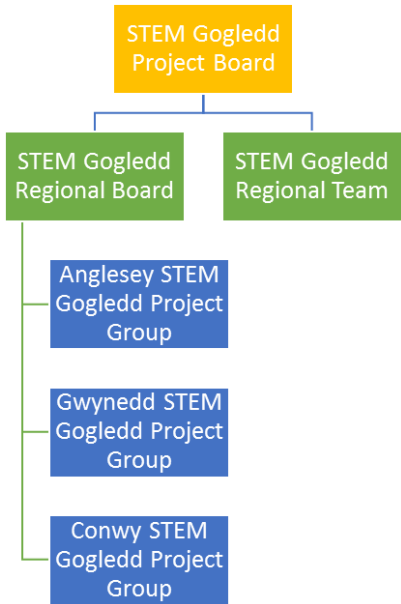 STEM Gogledd
Project Board
STEM Gogledd
Regional Board
STEM Gogledd
Regional Team
Anglesey STEM
Gogledd Project
Group
Gwynedd STEM
Gogledd Project
Group
Conwy STEM
Gogledd Project
Group